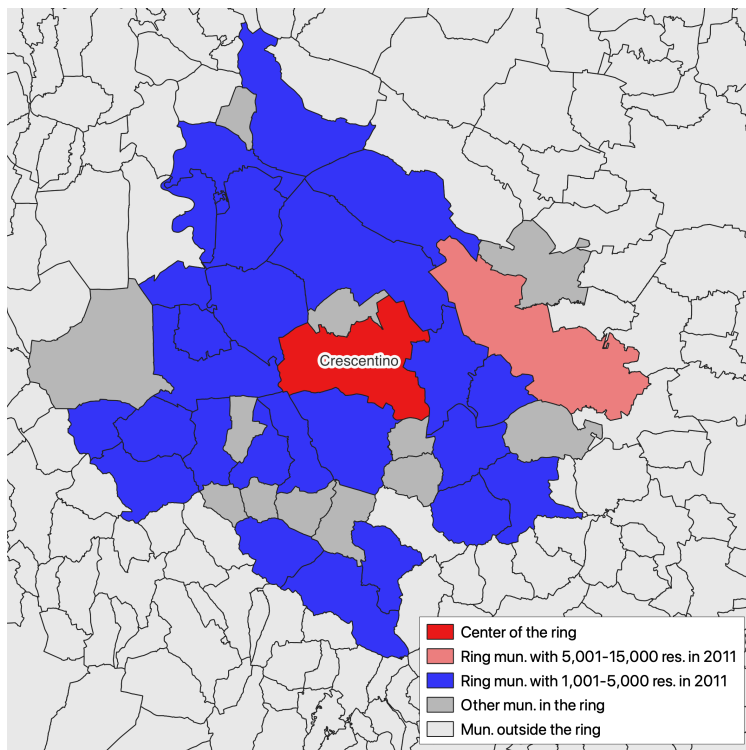 Crescentino
Center of the ring
Ring mun. with 5,001-15,000 res. in 2011
Ring mun. with 1,001-5,000 res. in 2011
Other mun. in the ring
Mun. outside the ring